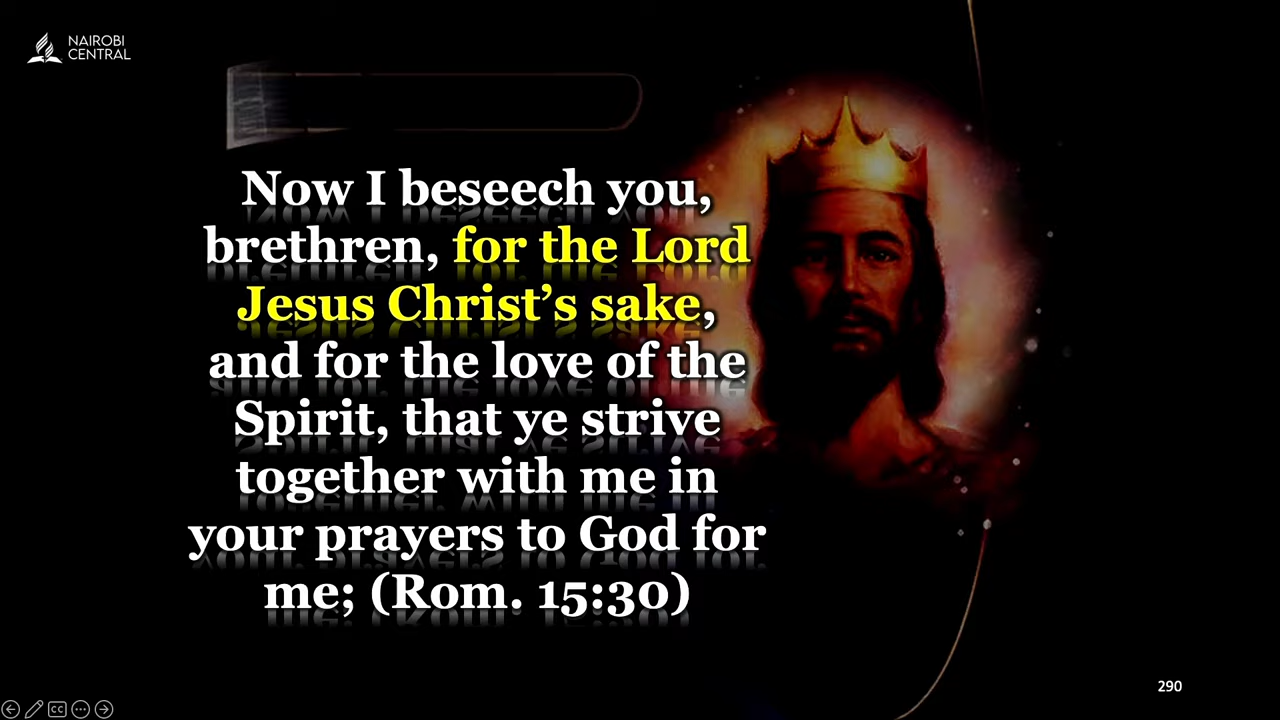 NAIROBI
CENTRAL
Now I beseech you,
brethren, for the Lord
Jesus Christ’s sake,
and for the love of the
Spirit, that ye strive
together with me in
your prayers to God for
me; (Rom. 15:30)
290
CC